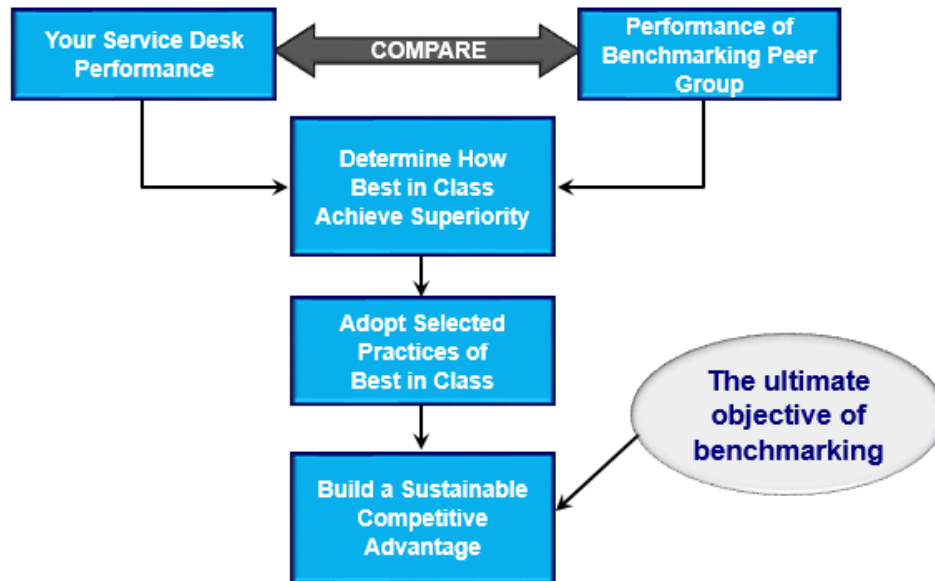 Your Service Desk
Performance
COMPARE
Performance of
Benchmarking Peer
Group
Determine How
Best in Class
Achieve Superiority
Adopt Selected
Practices of
Best in Class
The ultimate
objective of
benchmarking
Build a Sustainable
Competitive
Advantage